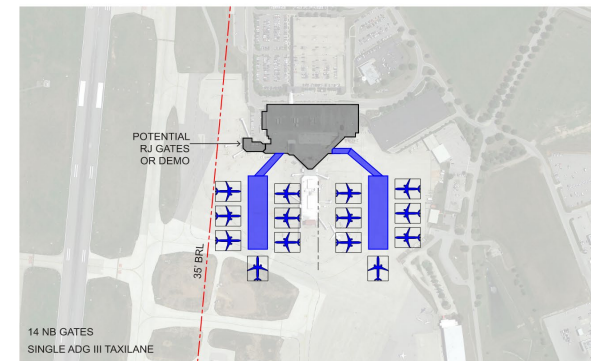 POTENTIAL
RJ GATES
OR DEMO
35' BRL
14 NB GATES
SINGLE ADG III TAXILANE